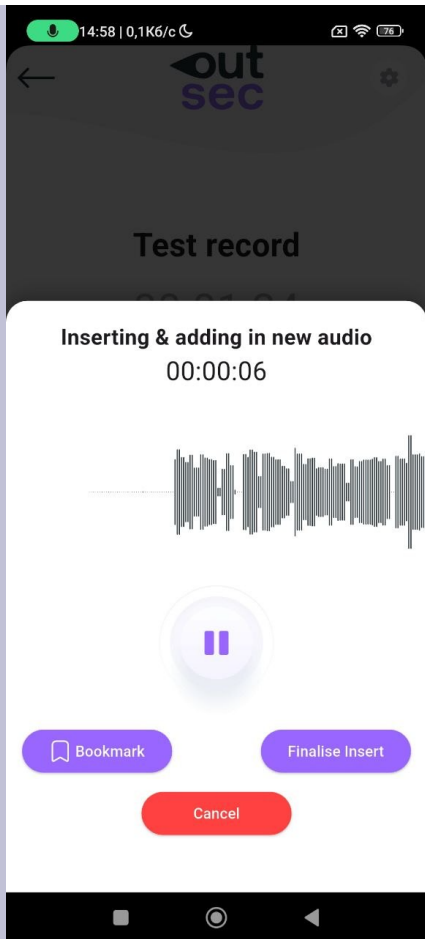 14:58 | 0,1Кб/с
76
out
sec
Test record
Inserting & adding in new audio
00:00:06
Bookmark
Finalise Insert
Cancel